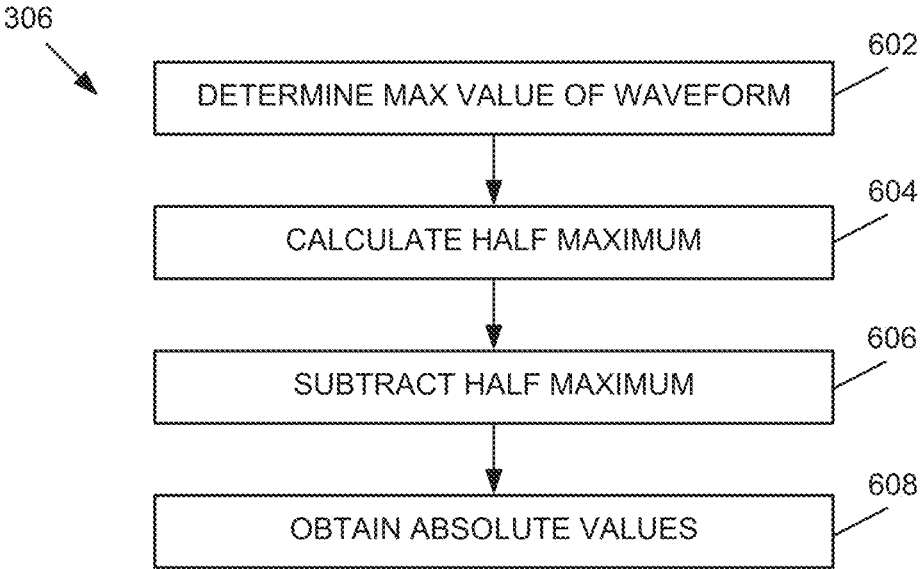 306
602
DETERMINE MAX VALUE OF WAVEFORM
604
CALCULATE HALF MAXIMUM
606
SUBTRACT HALF MAXIMUM
608
OBTAIN ABSOLUTE VALUES